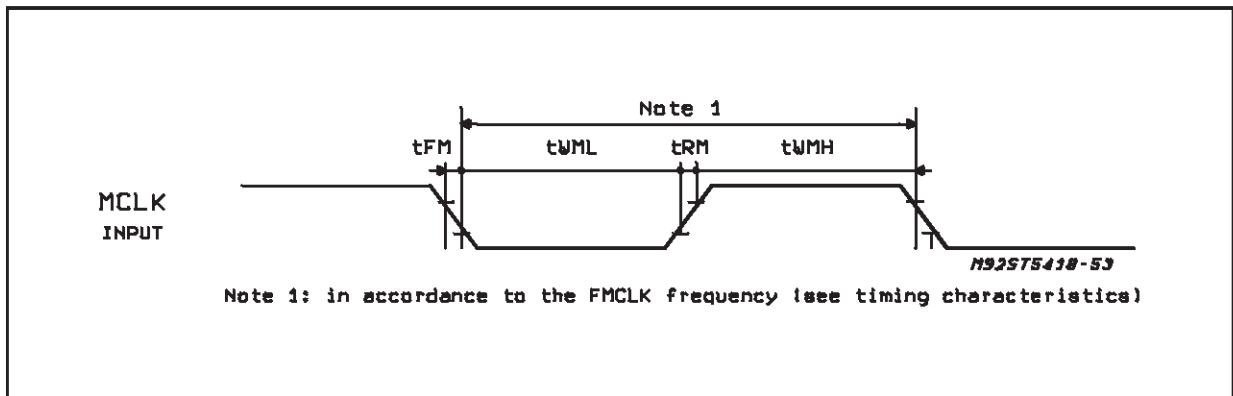 Note 1
tFM tWML tRM tWMH
MCLK
INPUT
M92ST5418-53
Note 1: in accordance to the FMCLK frequency (see timing characteristics)